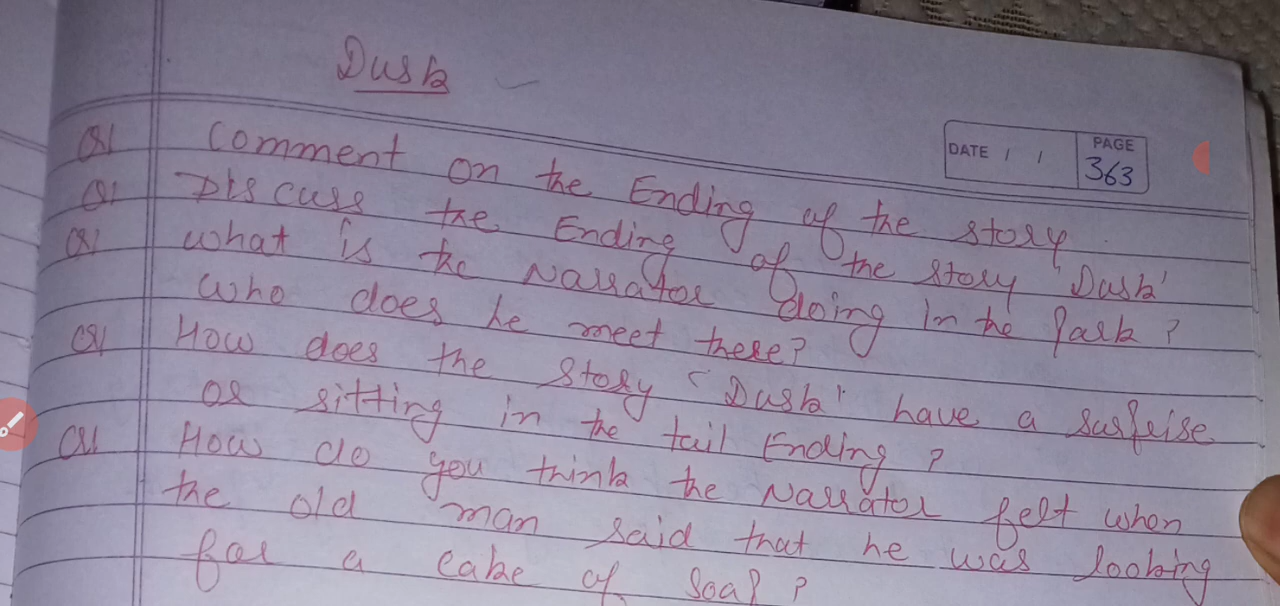 Dusk
DATE / /
PAGE
363
Q1 Comment on the Ending of the story.
Q1 Discuss the Ending of the story 'Dusk'
Q1 What is the Narrator doing in the Park?
Who does he meet there?
Q1 How does the story "Dusk" have a surprise
or sitting in the tail Ending?
Q1 How do you think the Narrator felt when
the old man said that he was looking
for a cake of soap?